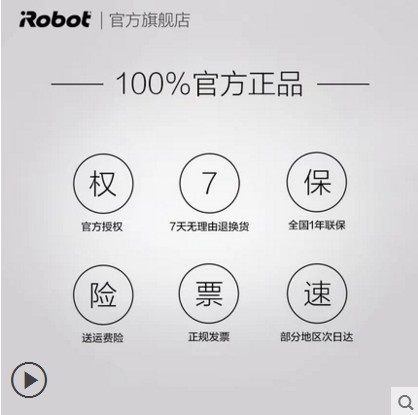 iRobot | 官方旗舰店
100%官方正品
权 7 保
官方授权 7天无理由退换货 全国1年联保
险 票 速
送运费险 正规发票 部分地区次日达